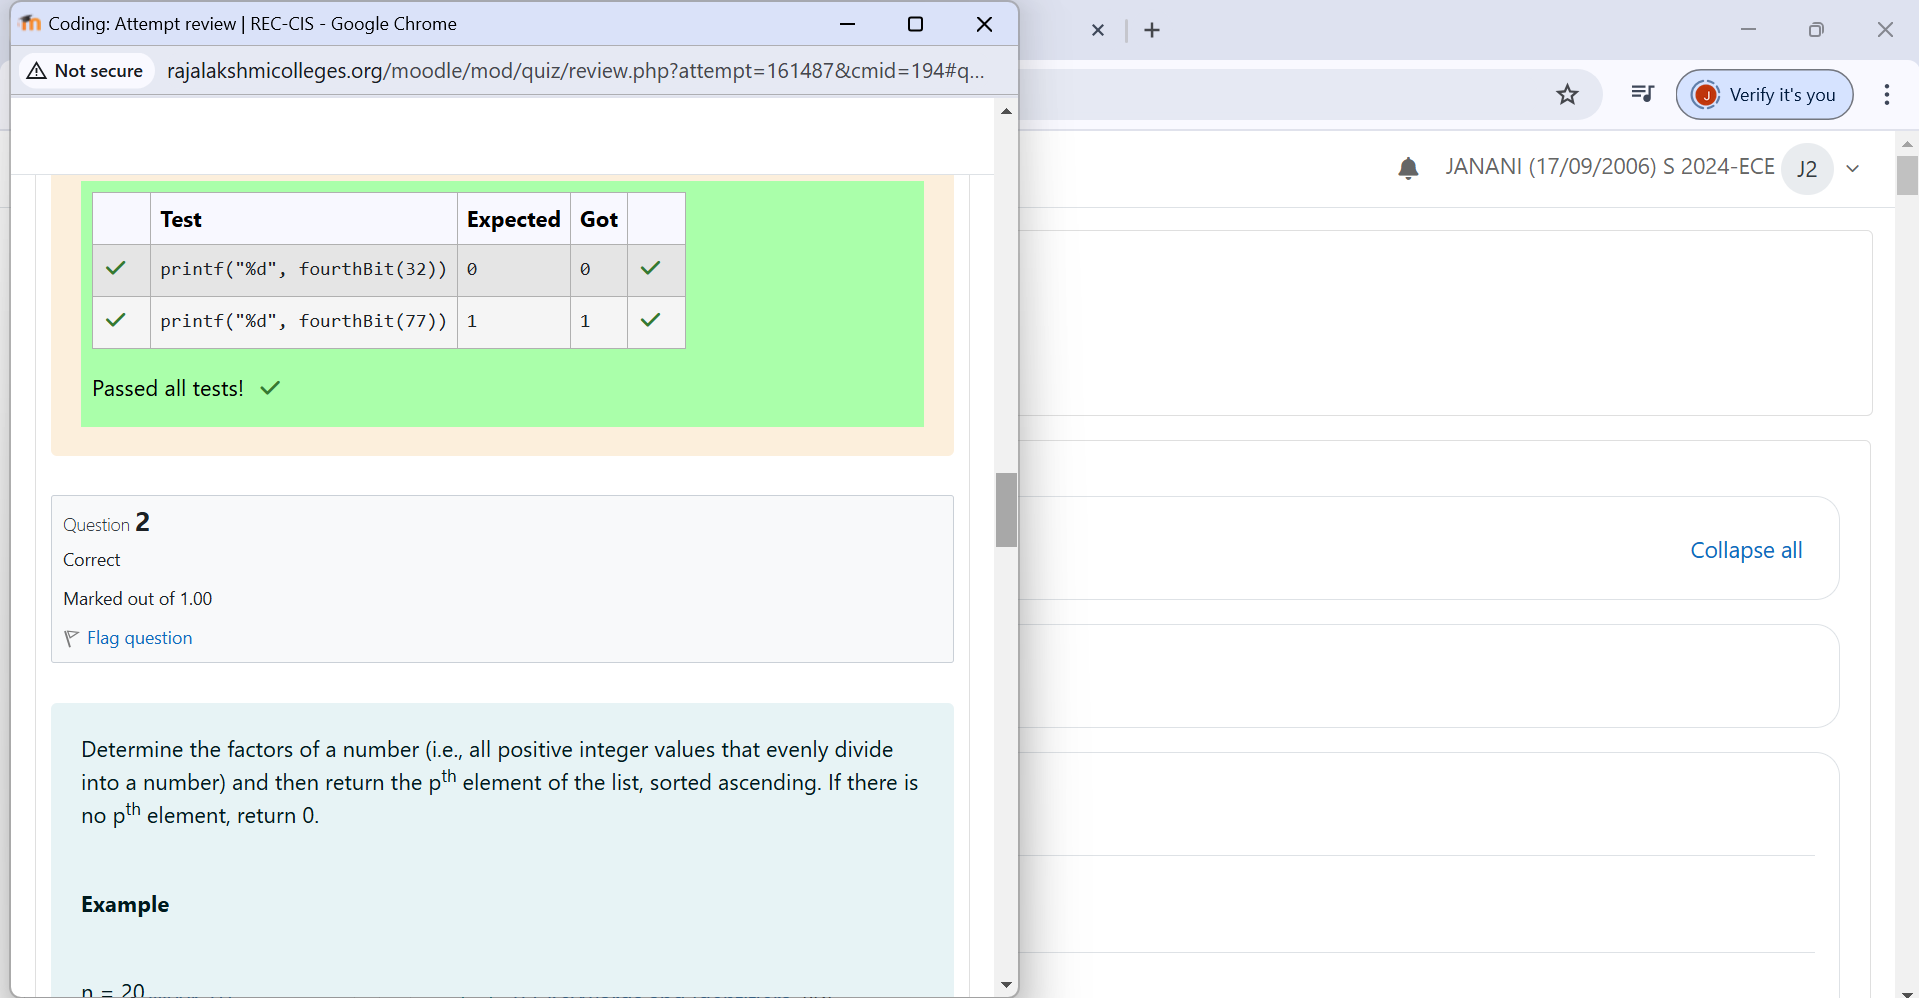 Coding: Attempt review | REC-CIS - Google Chrome
Not secure
rajalakshmicolleges.org/moodle/mod/quiz/review.php?attempt=161487&cmid=194#q...
Verify it's you
JANANI (17/09/2006) S 2024-ECE
J2
Test Expected Got
printf("%d", fourthBit(32)) 0 0
printf("%d", fourthBit(77)) 1 1
Passed all tests!
Question 2
Correct
Marked out of 1.00
Flag question
Collapse all
Determine the factors of a number (i.e., all positive integer values that evenly divide
into a number) and then return the pth element of the list, sorted ascending. If there is
no pth element, return 0.
Example
n = 20